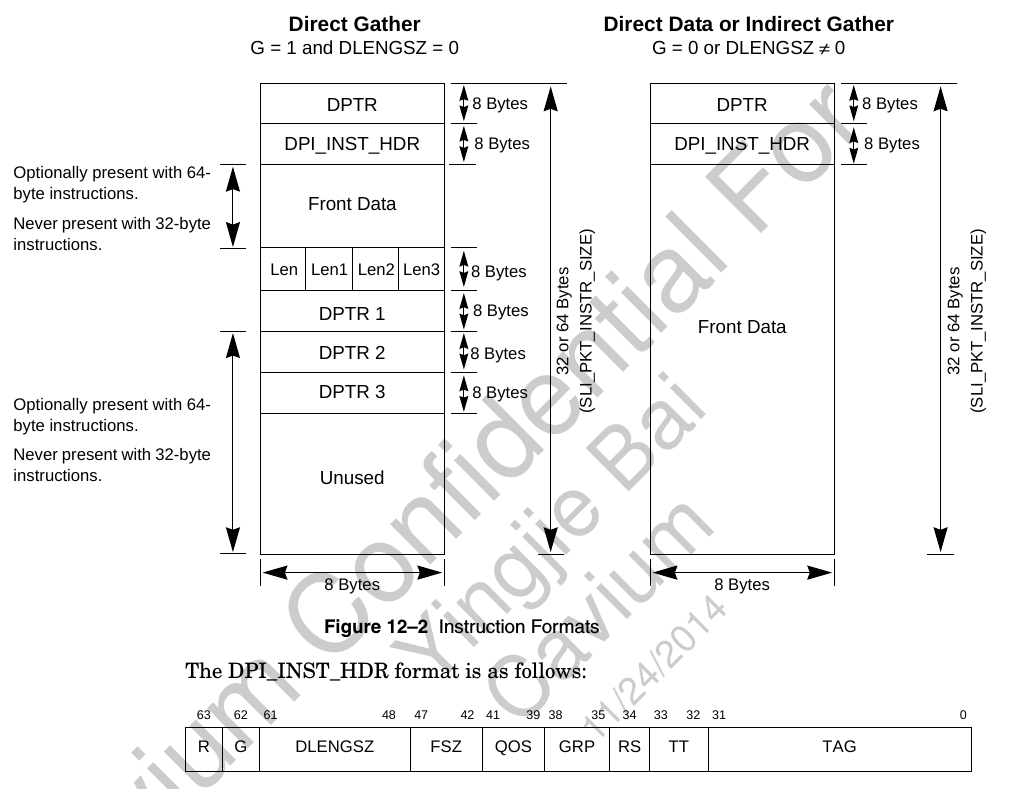 Direct Gather
G = 1 and DLENGSZ = 0
Direct Data or Indirect Gather
G = 0 or DLENGSZ ≠ 0
DPTR
8 Bytes
DPI_INST_HDR
8 Bytes
Optionally present with 64-
byte instructions.
Never present with 32-byte
instructions.
Front Data
Len Len1 Len2 Len3
8 Bytes
DPTR 1
8 Bytes
DPTR 2
8 Bytes
DPTR 3
8 Bytes
Optionally present with 64-
byte instructions.
Never present with 32-byte
instructions.
Unused
32 or 64 Bytes
(SLI_PKT_INSTR_SIZE)
8 Bytes
DPTR
8 Bytes
DPI_INST_HDR
8 Bytes
Front Data
32 or 64 Bytes
(SLI_PKT_INSTR_SIZE)
8 Bytes
Figure 12–2 Instruction Formats
The DPI_INST_HDR format is as follows:
63 62 61 48 47 42 41 39 38 35 34 33 32 31 0
R G DLENGSZ FSZ QOS GRP RS TT TAG
Confidential For
Yingjie Bai
Cavium
11/24/2014